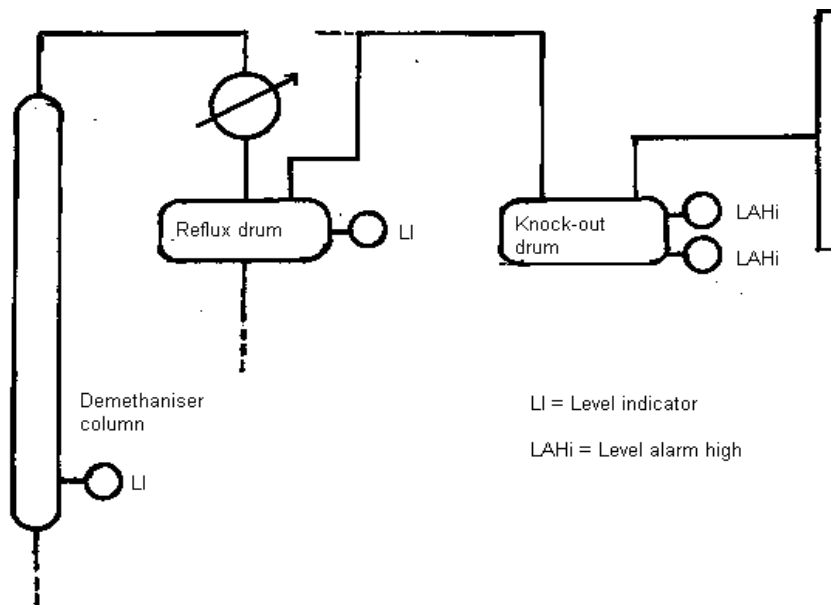 Reflux drum
LI
Knock-out
drum
LAHi
LAHi
Demethaniser
column
LI
LI = Level indicator
LAHi = Level alarm high